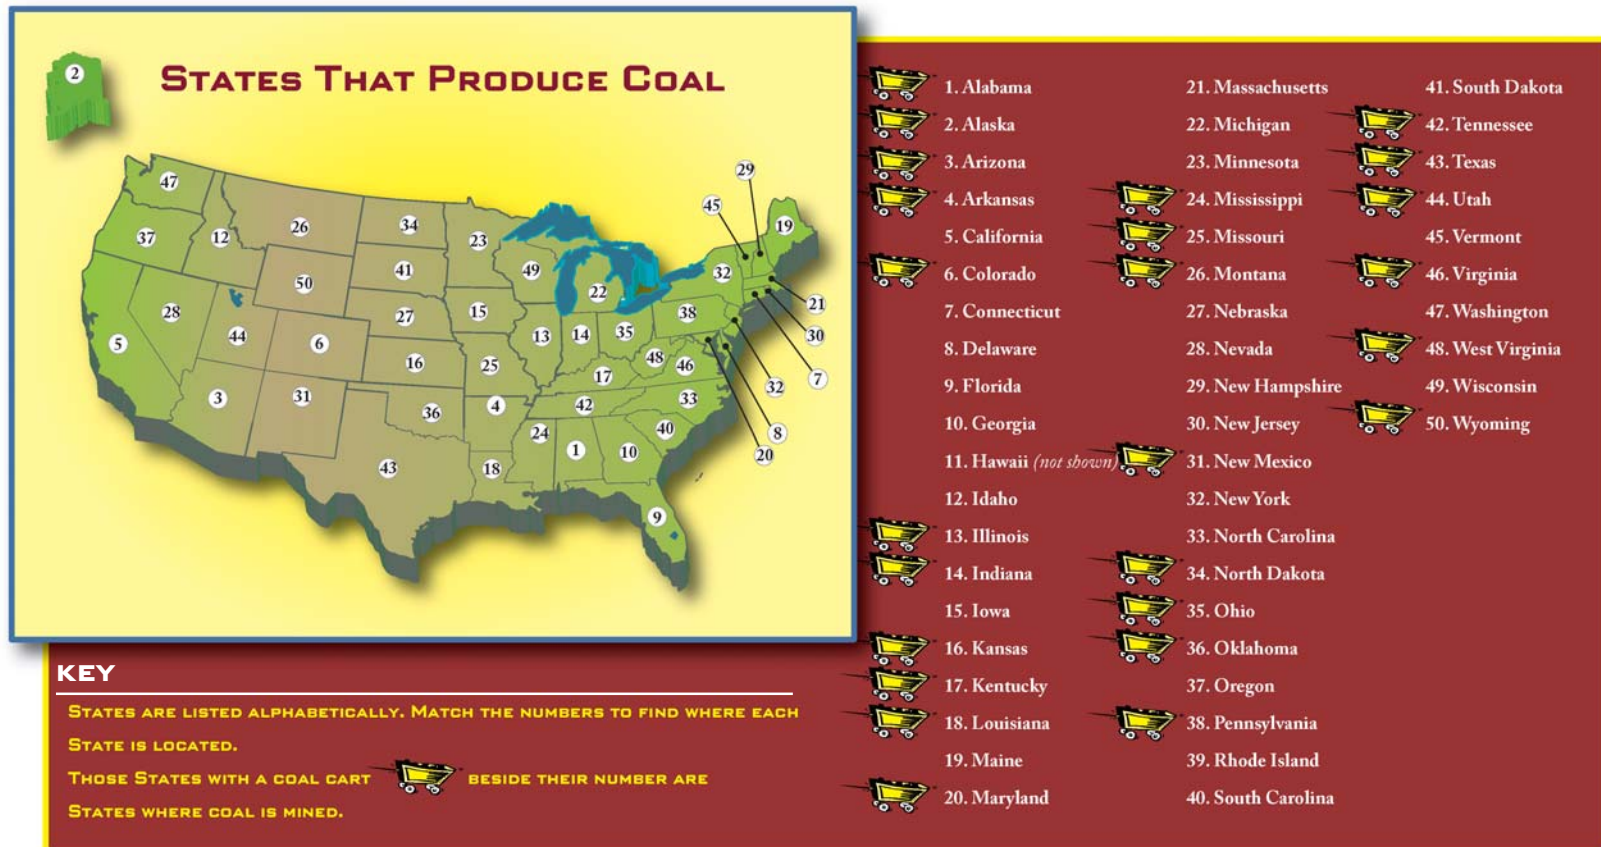 STATES THAT PRODUCE COAL
2
47
37
12
26
34
23
29
45
19
50
41
49
22
32
21
30
7
32
8
20
28
27
15
5
44
6
16
13
14
35
38
25
17
48
46
3
31
36
4
42
33
24
1
10
40
43
18
9
KEY
STATES ARE LISTED ALPHABETICALLY. MATCH THE NUMBERS TO FIND WHERE EACH
STATE IS LOCATED.
THOSE STATES WITH A COAL CART BESIDE THEIR NUMBER ARE
STATES WHERE COAL IS MINED.
1. Alabama
2. Alaska
3. Arizona
4. Arkansas
5. California
6. Colorado
7. Connecticut
8. Delaware
9. Florida
10. Georgia
11. Hawaii (not shown)
12. Idaho
13. Illinois
14. Indiana
15. Iowa
16. Kansas
17. Kentucky
18. Louisiana
19. Maine
20. Maryland
21. Massachusetts
22. Michigan
23. Minnesota
24. Mississippi
25. Missouri
26. Montana
27. Nebraska
28. Nevada
29. New Hampshire
30. New Jersey
31. New Mexico
32. New York
33. North Carolina
34. North Dakota
35. Ohio
36. Oklahoma
37. Oregon
38. Pennsylvania
39. Rhode Island
40. South Carolina
41. South Dakota
42. Tennessee
43. Texas
44. Utah
45. Vermont
46. Virginia
47. Washington
48. West Virginia
49. Wisconsin
50. Wyoming